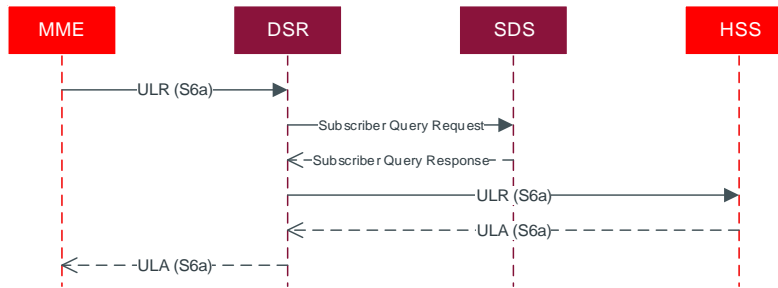 MME
DSR
SDS
HSS
ULR (S6a)
Subscriber Query Request
Subscriber Query Response
ULR (S6a)
ULA (S6a)
ULA (S6a)